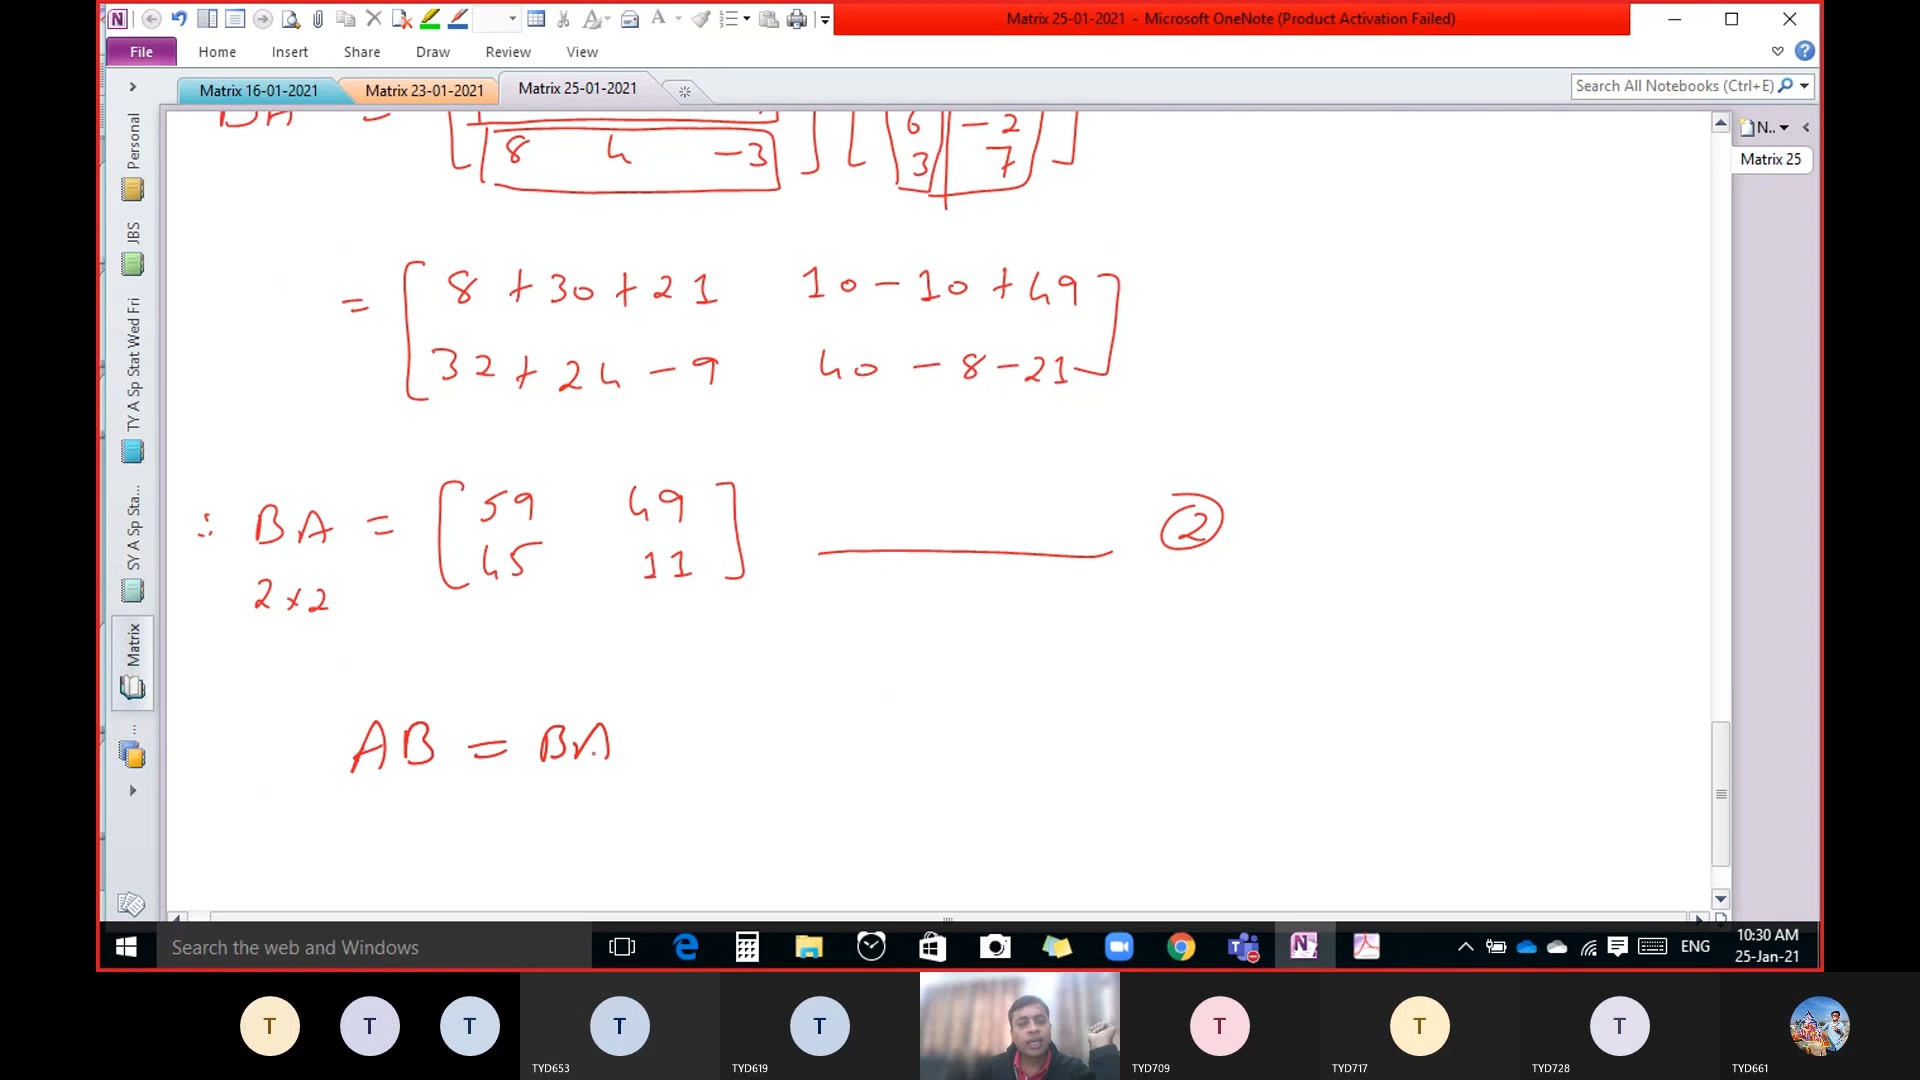 Matrix 25-01-2021 - Microsoft OneNote (Product Activation Failed)
File Home Insert Share Draw Review View
Matrix 16-01-2021 Matrix 23-01-2021 Matrix 25-01-2021
Search All Notebooks (Ctrl+E)
N..
Matrix 25
Personal
JBS
TY A Sp Stat Wed Fri
SY A Sp Sta...
Matrix
BA = 6 -2
8 4 -3 3 7
= 8 + 30 + 21 10 - 10 + 49
32 + 24 - 9 40 - 8 - 21
∴ BA = 59 49 2
45 11
2 × 2
AB = BA
Search the web and Windows
ENG
10:30 AM
25-Jan-21
T T T T T T T T
TYD653 TYD619 TYD709 TYD717 TYD728 TYD661